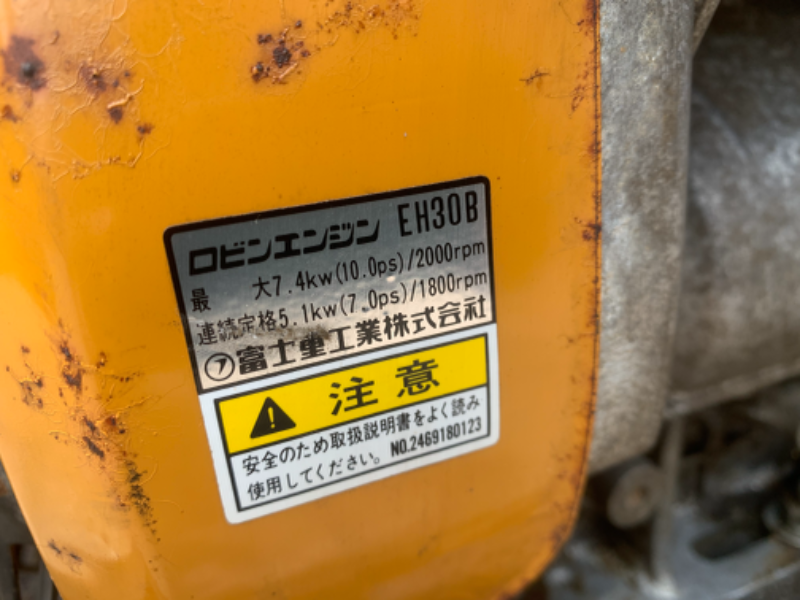 ロビンエンジン EH30B
最 大7.4kw(10.0ps)/2000rpm
連続定格5.1kw(7.0ps)/1800rpm
フ 富士重工業株式会社
注意
安全のため取扱説明書をよく読み
使用してください。 NO.2469180123